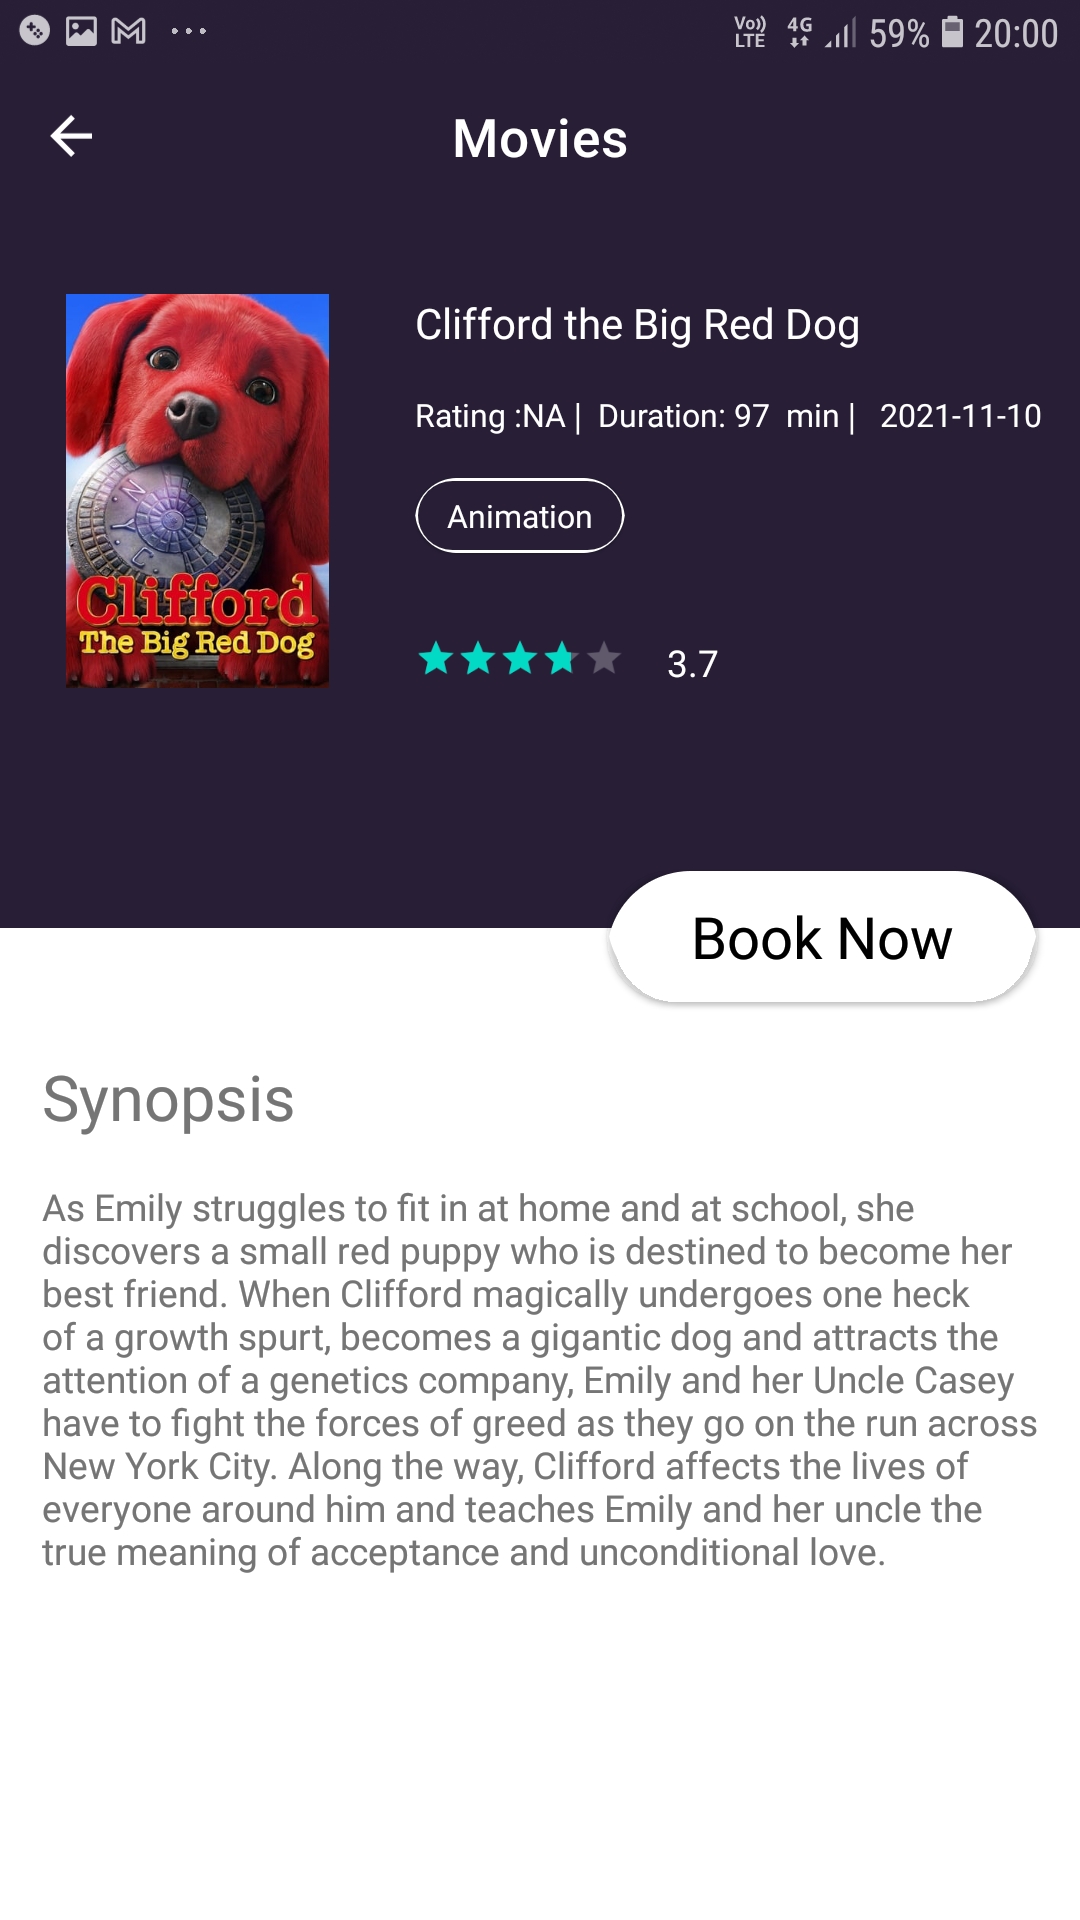 Vo)) LTE 4G 59% 20:00
Movies
Clifford the Big Red Dog
Rating :NA | Duration: 97 min | 2021-11-10
Animation
NYC
Clifford
The Big Red Dog
3.7
Book Now
Synopsis
As Emily struggles to fit in at home and at school, she
discovers a small red puppy who is destined to become her
best friend. When Clifford magically undergoes one heck
of a growth spurt, becomes a gigantic dog and attracts the
attention of a genetics company, Emily and her Uncle Casey
have to fight the forces of greed as they go on the run across
New York City. Along the way, Clifford affects the lives of
everyone around him and teaches Emily and her uncle the
true meaning of acceptance and unconditional love.